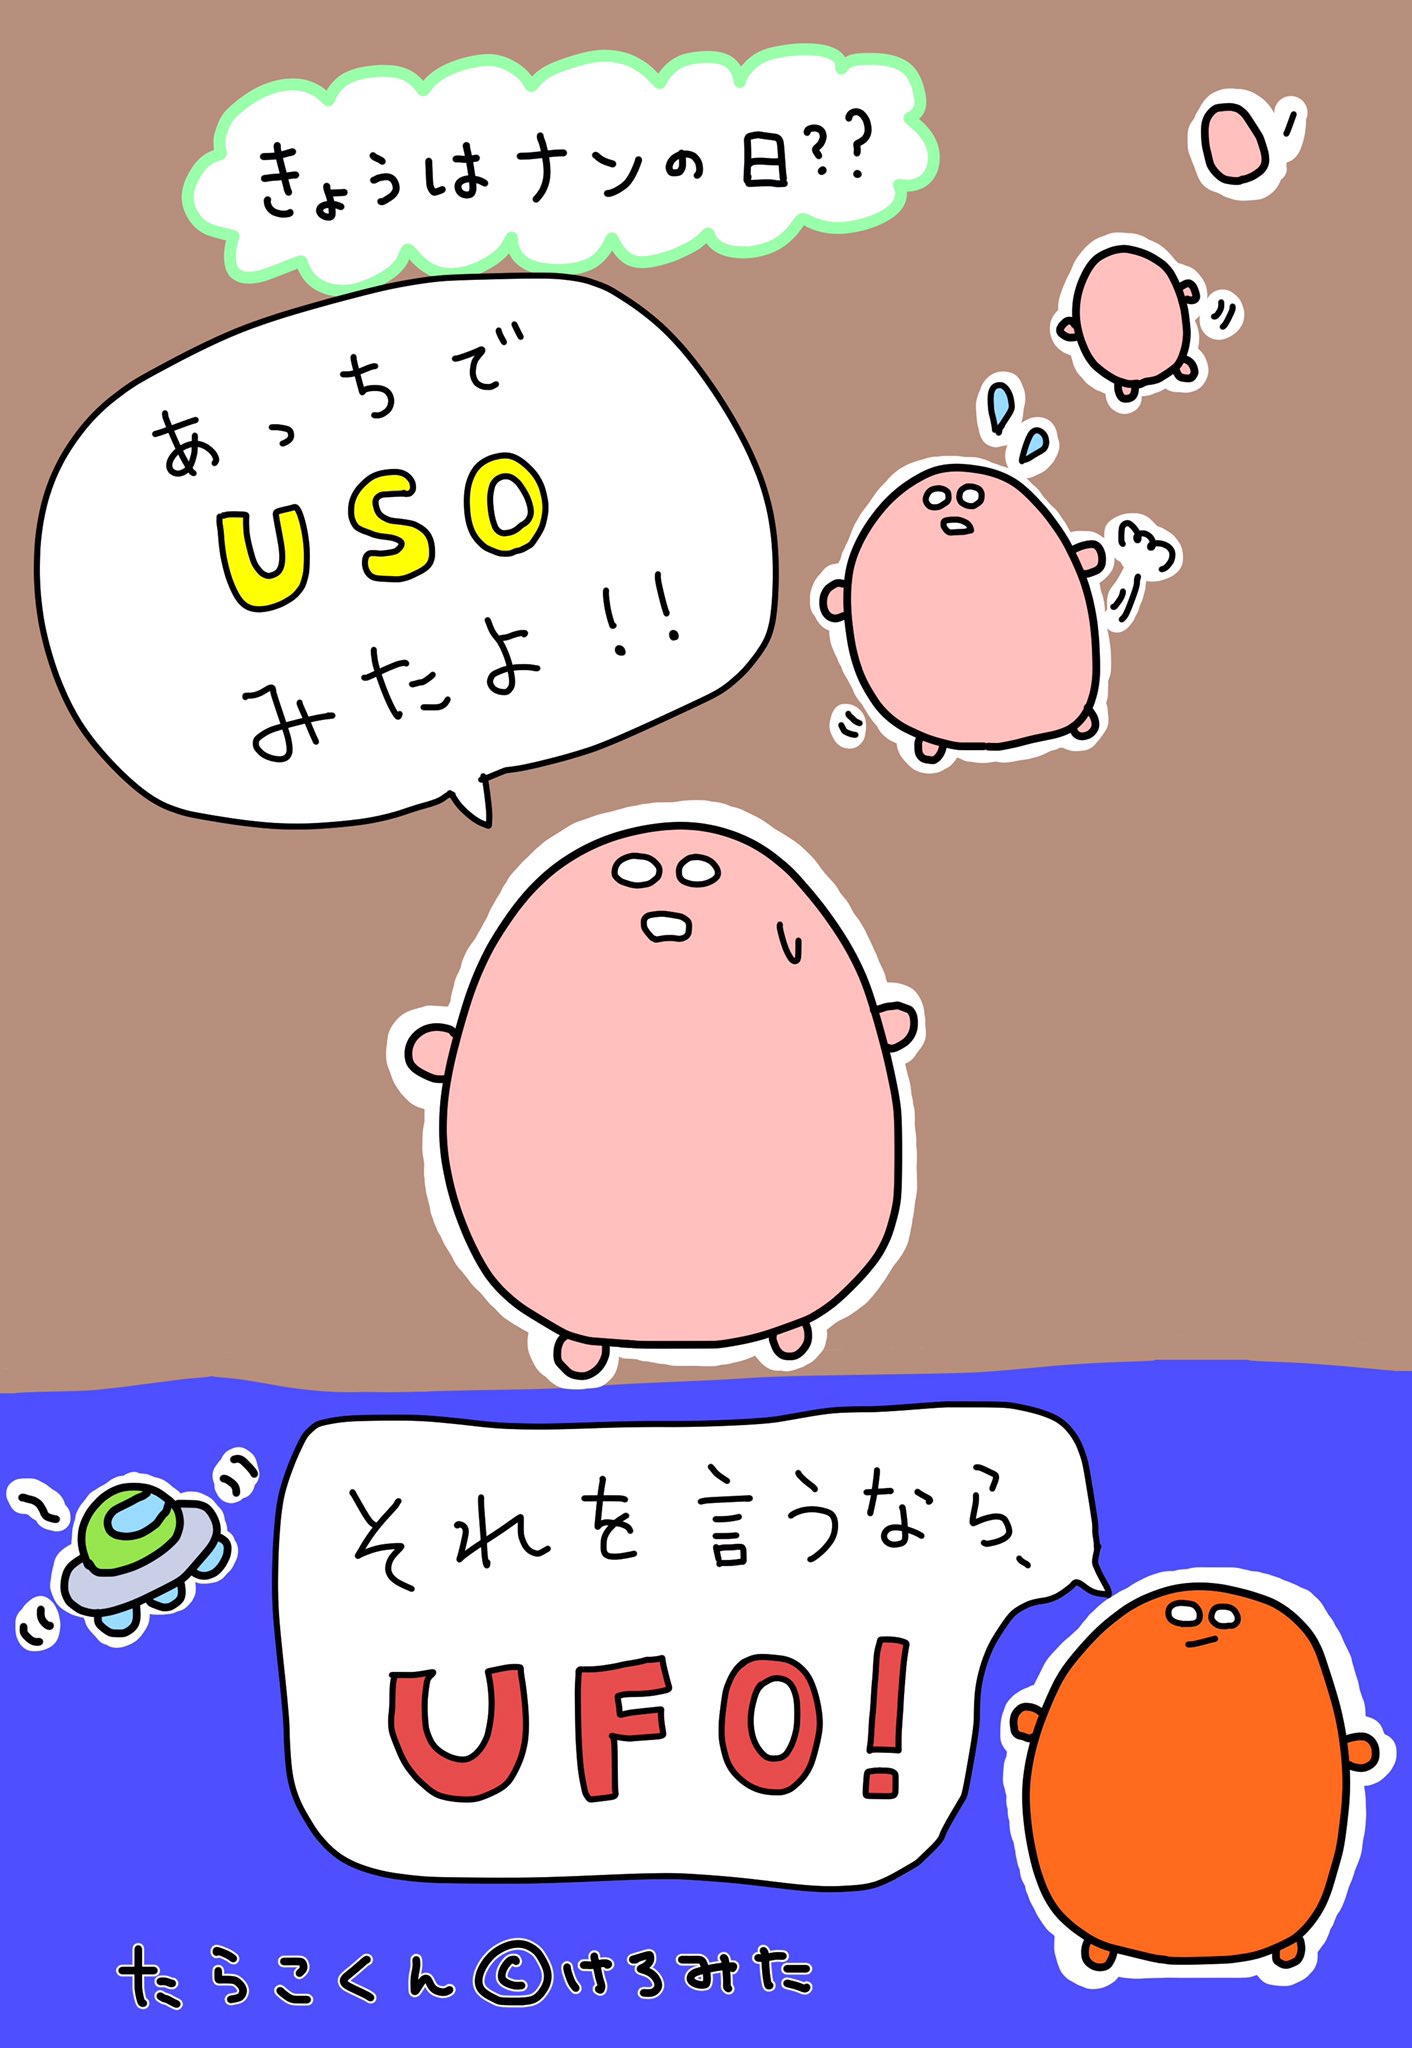 きょうはナンの日??
あっちで
USO
みたよ!!
それを言うなら、
UFO!
たらこくん©けろみた